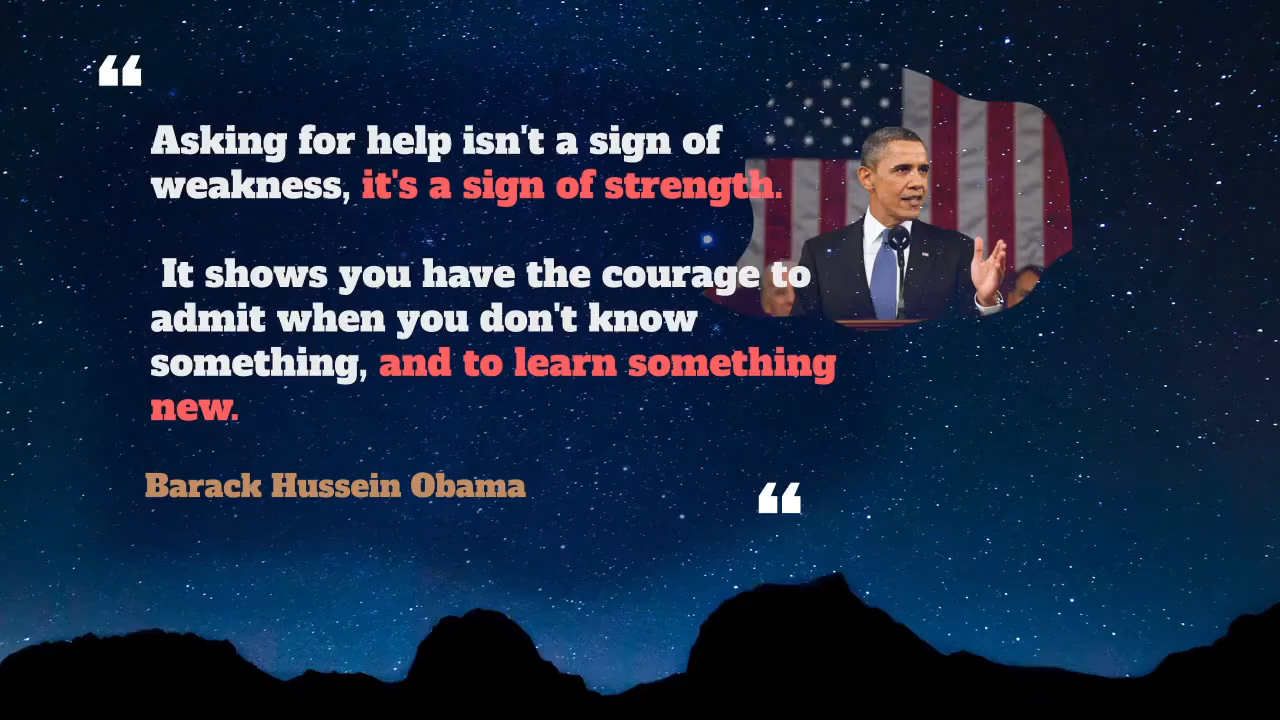 ❝
Asking for help isn't a sign of
weakness, it's a sign of strength.
It shows you have the courage to
admit when you don't know
something, and to learn something
new.
Barack Hussein Obama
❝